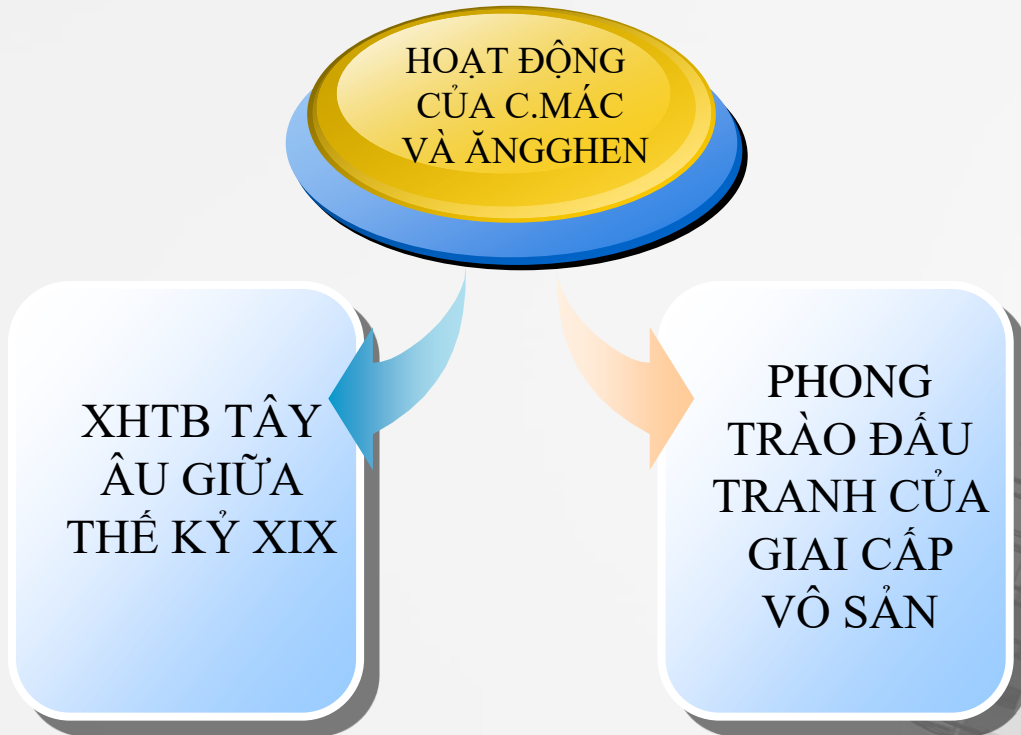 HOẠT ĐỘNG
CỦA C.MÁC
VÀ ĂNGGHEN
XHTB TÂY
ÂU GIỮA
THẾ KỶ XIX
PHONG
TRÀO ĐẤU
TRANH CỦA
GIAI CẤP
VÔ SẢN